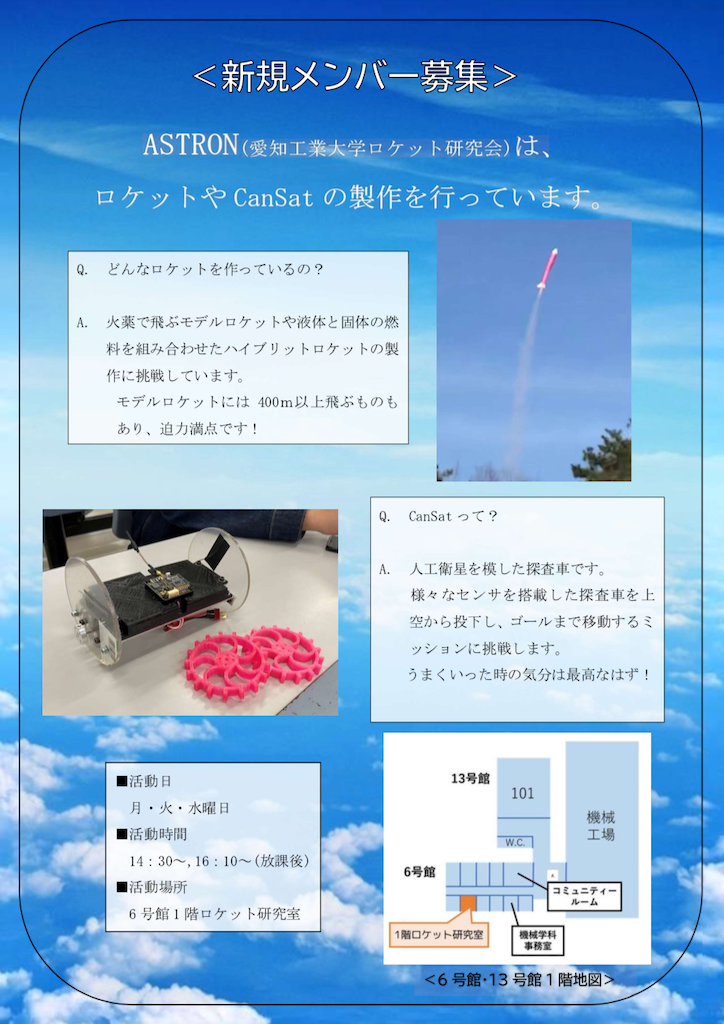 ＜新規メンバー募集＞
ASTRON(愛知工業大学ロケット研究会)は、
ロケットやCanSatの製作を行っています。
Q. どんなロケットを作っているの？
A. 火薬で飛ぶモデルロケットや液体と固体の燃
料を組み合わせたハイブリットロケットの製
作に挑戦しています。
モデルロケットには 400ｍ以上飛ぶものも
あり、迫力満点です！
Q. CanSatって？
A. 人工衛星を模した探査車です。
様々なセンサを搭載した探査車を上
空から投下し、ゴールまで移動するミ
ッションに挑戦します。
うまくいった時の気分は最高なはず！
■活動日
月・火・水曜日
■活動時間
14：30～,16：10～(放課後)
■活動場所
6号館1階ロケット研究室
13号館
101
W.C.
機械
工場
6号館
コミュニティー
ルーム
1階ロケット研究室
機械学科
事務室
＜6号館・13号館1階地図＞